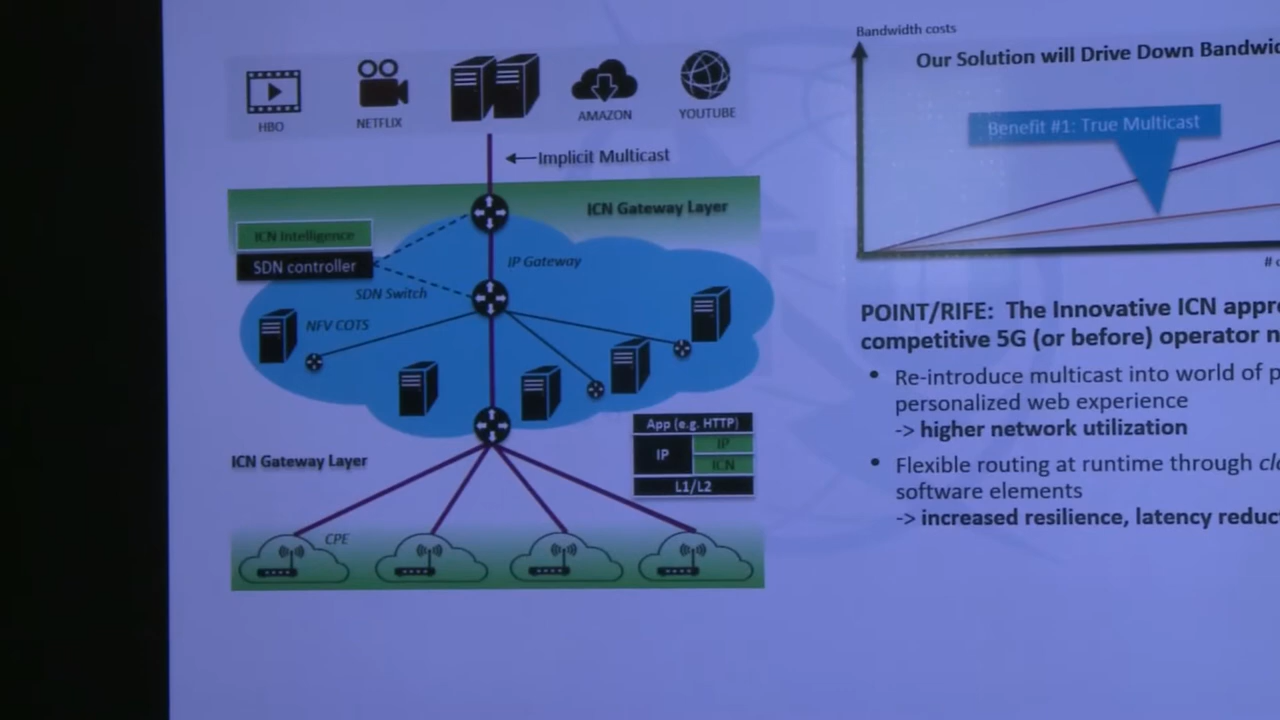 HBO
NETFLIX
AMAZON
YOUTUBE
Implicit Multicast
ICN Gateway Layer
ICN Intelligence
SDN controller
IP Gateway
SDN Switch
NFV COTS
App (e.g. HTTP)
IP
IP
ICN
L1/L2
ICN Gateway Layer
CPE
Bandwidth costs
Our Solution will Drive Down Bandwid
Benefit #1: True Multicast
#
POINT/RIFE: The Innovative ICN appr
competitive 5G (or before) operator n
• Re-introduce multicast into world of p
personalized web experience
-> higher network utilization
• Flexible routing at runtime through cl
software elements
-> increased resilience, latency reduc